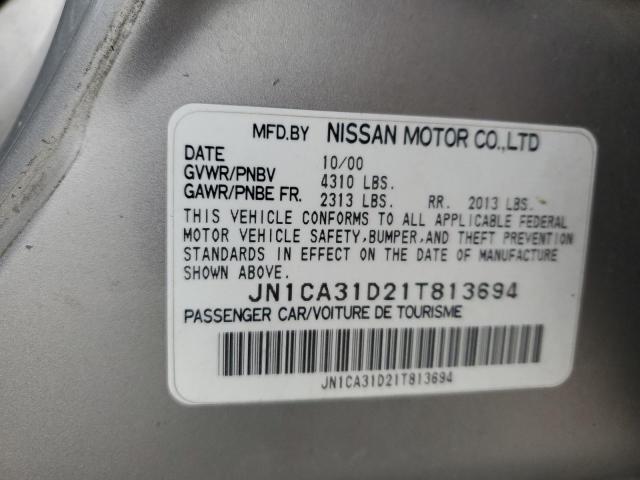 MFD.BY NISSAN MOTOR CO.,LTD
DATE 10/00
GVWR/PNBV 4310 LBS.
GAWR/PNBE FR. 2313 LBS. RR. 2013 LBS.
THIS VEHICLE CONFORMS TO ALL APPLICABLE FEDERAL
MOTOR VEHICLE SAFETY,BUMPER,AND THEFT PREVENTION
STANDARDS IN EFFECT ON THE DATE OF MANUFACTURE
SHOWN ABOVE.
JN1CA31D21T813694
PASSENGER CAR/VOITURE DE TOURISME
JN1CA31D21T813694